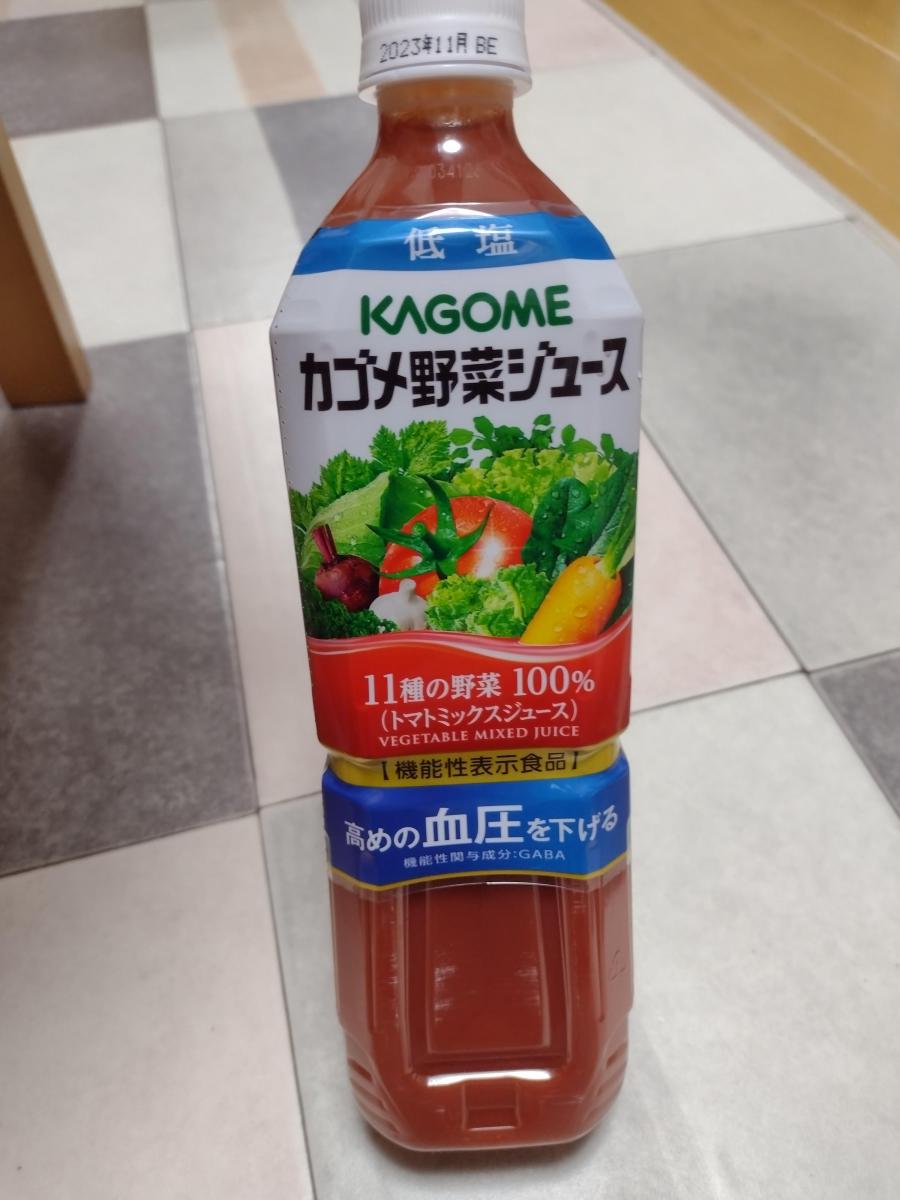 2023年11月 BE
低塩
KAGOME
カゴメ野菜ジュース
11種の野菜 100%
(トマトミックスジュース)
VEGETABLE MIXED JUICE
【機能性表示食品】
高めの血圧を下げる
機能性関与成分:GABA